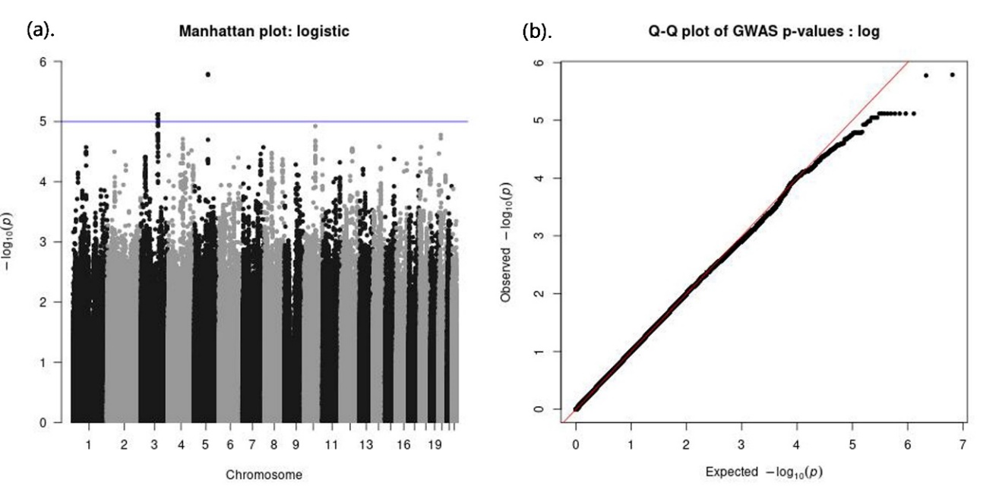 (a).
Manhattan plot: logistic
6
5
4
3
2
1
0
− log₁₀(p)
1 2 3 4 5 6 7 8 9 11 13 16 19
Chromosome
(b).
Q-Q plot of GWAS p-values : log
6
5
4
3
2
1
0
Observed −log₁₀(p)
0 1 2 3 4 5 6 7
Expected −log₁₀(p)